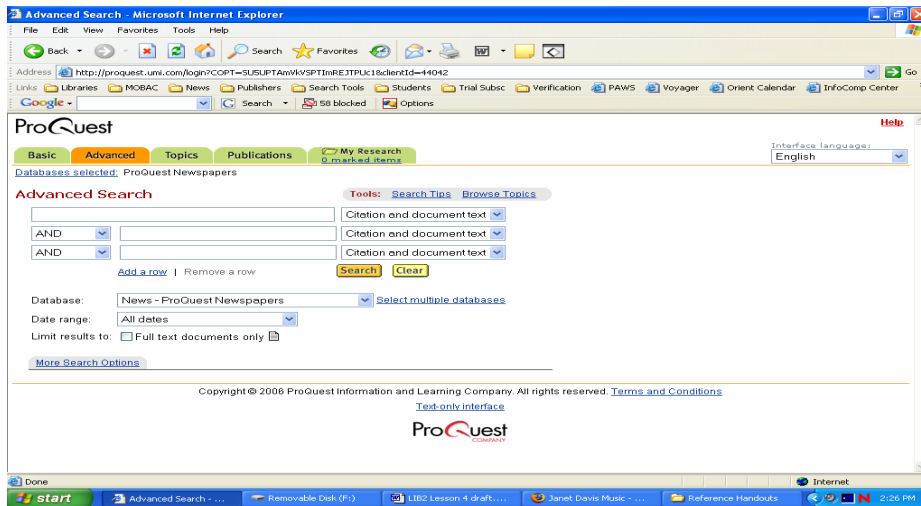 Advanced Search - Microsoft Internet Explorer
File Edit View Favorites Tools Help
Back Search Favorites
Address http://proquest.umi.com/login?COPT=SU5UPTAmVkVSPTImREJTPUc1&clientId=44042 Go
Links Libraries MOBAC News Publishers Search Tools Students Trial Subsc Verification PAWS Voyager Orient Calendar InfoComp Center
Google G Search 58 blocked Options
ProQuest Help
Basic Advanced Topics Publications My Research
0 marked items
Interface language:
English
Databases selected: ProQuest Newspapers
Advanced Search Tools: Search Tips Browse Topics
Citation and document text
AND Citation and document text
AND Citation and document text
Add a row | Remove a row Search Clear
Database: News - ProQuest Newspapers Select multiple databases
Date range: All dates
Limit results to: Full text documents only
More Search Options
Copyright © 2006 ProQuest Information and Learning Company. All rights reserved. Terms and Conditions
Text-only interface
ProQuest
COMPANY
Done Internet
start Advanced Search - ... Removable Disk (F:) LIB2 Lesson 4 draft.... Janet Davis Music - ... Reference Handouts 2:26 PM